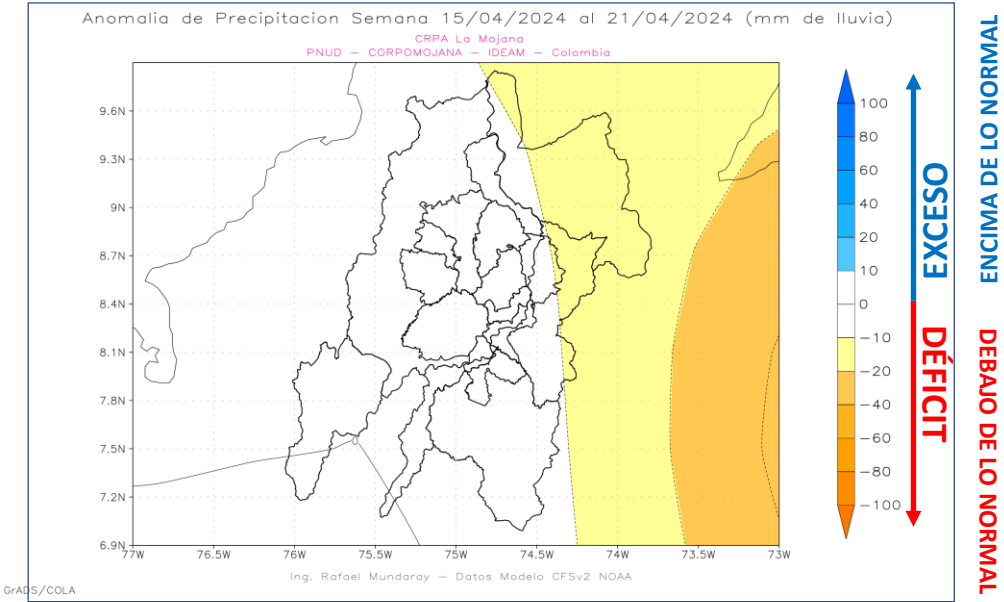 Anomalia de Precipitacion Semana 15/04/2024 al 21/04/2024 (mm de lluvia)
CRPA La Mojana
PNUD – CORPOMOJANA – IDEAM – Colombia
9.6N
9.3N
9N
8.7N
8.4N
8.1N
7.8N
7.5N
7.2N
6.9N
77W
76.5W
76W
75.5W
75W
74.5W
74W
73.5W
73W
0
100
80
60
40
20
10
0
−10
−20
−40
−60
−80
−100
EXCESO
DÉFICIT
ENCIMA DE LO NORMAL
DEBAJO DE LO NORMAL
Ing. Rafael Mundaray – Datos Modelo CFSv2 NOAA
GrADS/COLA